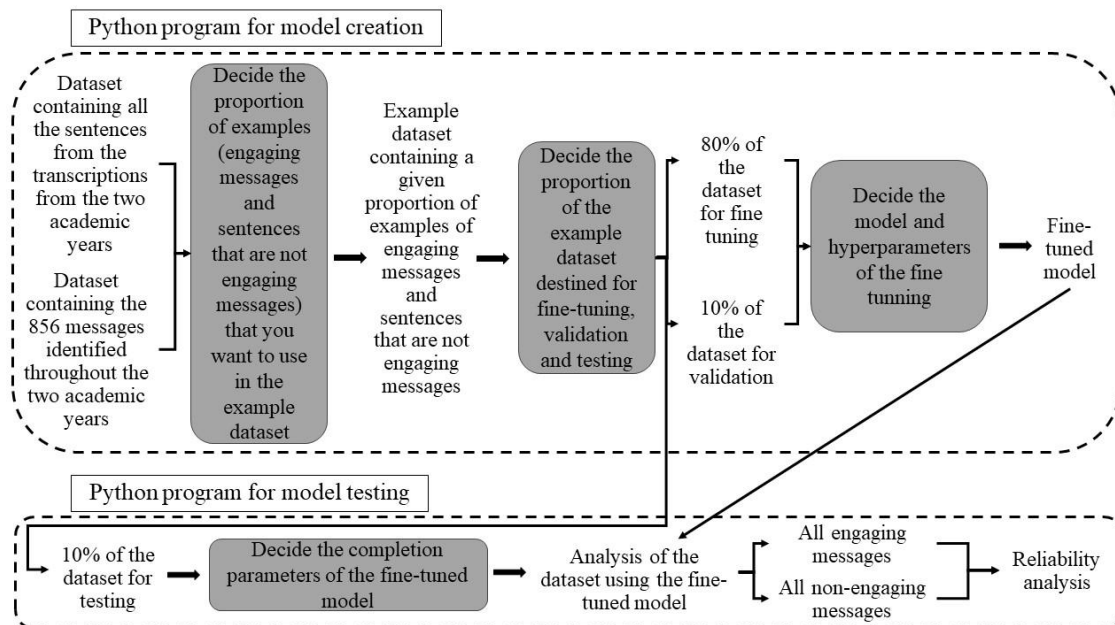 Python program for model creation
Dataset
containing all
the sentences
from the
transcriptions
from the two
academic
years
Dataset
containing the
856 messages
identified
throughout the
two academic
years
Decide the
proportion
of examples
(engaging
messages
and
sentences
that are not
engaging
messages)
that you
want to use
in the
example
dataset
Example
dataset
containing a
given
proportion of
examples of
engaging
messages
and
sentences
that are not
engaging
messages
Decide the
proportion
of the
example
dataset
destined for
fine-tuning,
validation
and testing
80% of
the
dataset
for fine
tuning
10% of
the
dataset for
validation
Decide the
model and
hyperparameters
of the fine
tunning
Fine-
tuned
model
Python program for model testing
10% of the
dataset for
testing
Decide the completion
parameters of the fine-tuned
model
Analysis of the
dataset using the fine-
tuned model
All engaging
messages
All non-engaging
messages
Reliability
analysis